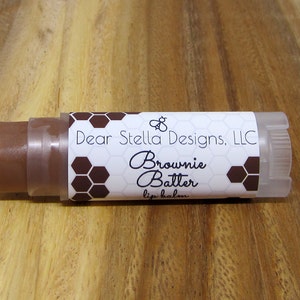 Dear Stella Designs, LLC
Brownie
Batter
lip balm